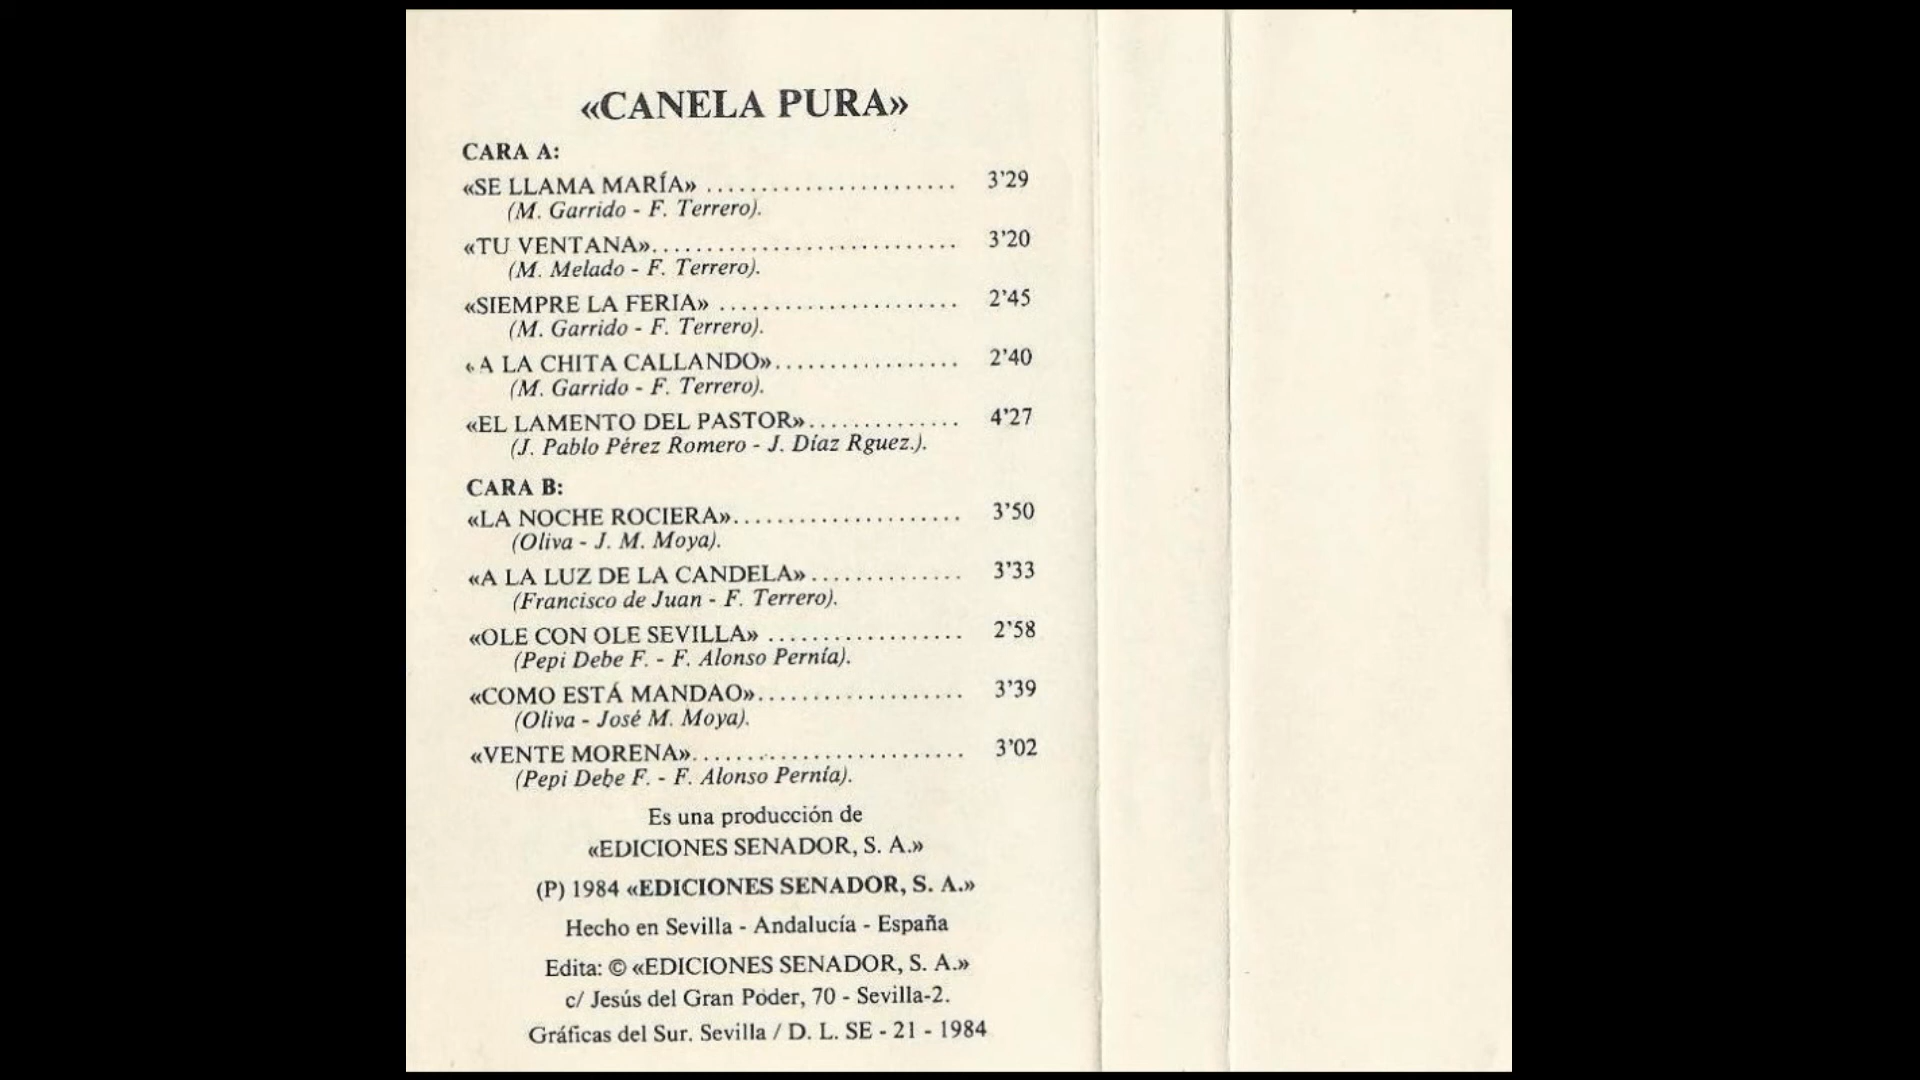 «CANELA PURA»
CARA A:
«SE LLAMA MARÍA» ....................... 3'29
(M. Garrido - F. Terrero).
«TU VENTANA»............................ 3'20
(M. Melado - F. Terrero).
«SIEMPRE LA FERIA» ...................... 2'45
(M. Garrido - F. Terrero).
«A LA CHITA CALLANDO»................. 2'40
(M. Garrido - F. Terrero).
«EL LAMENTO DEL PASTOR».............. 4'27
(J. Pablo Pérez Romero - J. Díaz Rguez.).
CARA B:
«LA NOCHE ROCIERA»..................... 3'50
(Oliva - J. M. Moya).
«A LA LUZ DE LA CANDELA».............. 3'33
(Francisco de Juan - F. Terrero).
«OLE CON OLE SEVILLA» .................. 2'58
(Pepi Debe F. - F. Alonso Pernía).
«COMO ESTÁ MANDAO»................... 3'39
(Oliva - José M. Moya).
«VENTE MORENA»......................... 3'02
(Pepi Debe F. - F. Alonso Pernía).
Es una producción de
«EDICIONES SENADOR, S. A.»
(P) 1984 «EDICIONES SENADOR, S. A.»
Hecho en Sevilla - Andalucía - España
Edita: © «EDICIONES SENADOR, S. A.»
c/ Jesús del Gran Poder, 70 - Sevilla-2.
Gráficas del Sur. Sevilla / D. L. SE - 21 - 1984